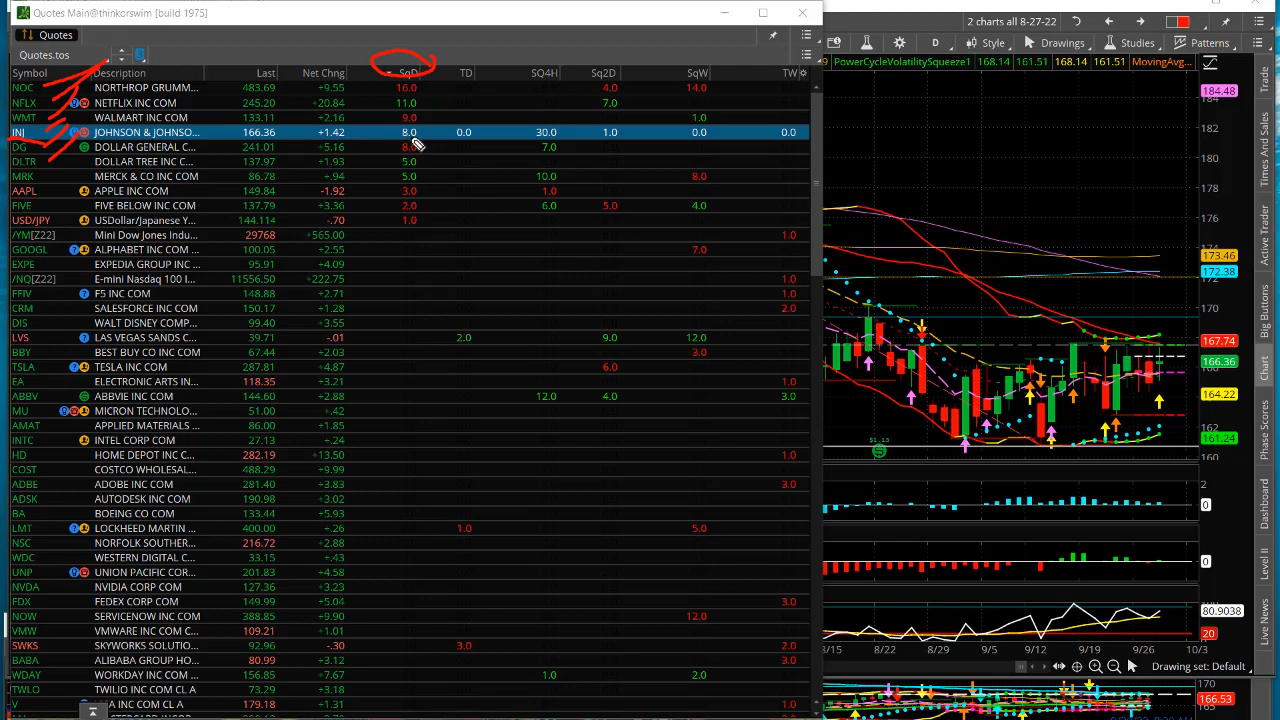 Quotes Main@thinkorswim [build 1975]
Quotes
Quotes.tos
Symbol Description Last Net Chng SqD TD SQ4H Sq2D SqW TW
NOC NORTHROP GRUMM... 483.69 +9.55 16.0 4.0 14.0
NFLX NETFLIX INC COM 245.20 +20.84 11.0 7.0
WMT WALMART INC COM 133.11 +2.16 9.0 1.0
JNJ JOHNSON & JOHNSO... 166.36 +1.42 8.0 0.0 30.0 1.0 0.0 0.0
DG DOLLAR GENERAL C... 241.01 +5.16 8.0 7.0
DLTR DOLLAR TREE INC C... 137.97 +1.93 5.0
MRK MERCK & CO INC COM 86.78 +.94 5.0 10.0 8.0
AAPL APPLE INC COM 149.84 -1.92 3.0 1.0
FIVE FIVE BELOW INC COM 137.79 +3.36 2.0 6.0 5.0 4.0
USD/JPY USDollar/Japanese Y... 144.114 -.70 1.0
/YM[Z22] Mini Dow Jones Indu... 29768 +565.00 1.0
GOOGL ALPHABET INC COM 100.05 +2.55 7.0
EXPE EXPEDIA GROUP INC ... 95.91 +4.09
/NQ[Z22] E-mini Nasdaq 100 I... 11556.50 +222.75 1.0
FFIV F5 INC COM 148.88 +2.71 1.0
CRM SALESFORCE INC COM 150.17 +1.28 2.0
DIS WALT DISNEY COMP... 99.40 +3.55
LVS LAS VEGAS SANDS C... 39.71 -.01 2.0 9.0 12.0
BBY BEST BUY INC COM 67.44 +2.03 3.0
TSLA TESLA INC COM 287.81 +4.87 6.0
EA ELECTRONIC ARTS IN... 118.35 +3.21 1.0
ABBV ABBVIE INC COM 144.60 +2.88 12.0 4.0
MU MICRON TECHNOLO... 51.00 +.42 2.0
AMAT APPLIED MATERIALS ... 86.00 +1.85
INTC INTEL CORP COM 27.13 +.24
HD HOME DEPOT INC C... 282.19 +13.50 1.0
COST COSTCO WHOLESAL... 488.29 +9.99
ADBE ADOBE INC COM 281.40 +3.83 3.0
ADSK AUTODESK INC COM 190.98 +3.02
BA BOEING CO COM 133.44 +5.93
LMT LOCKHEED MARTIN ... 400.00 +.26 1.0 5.0
NSC NORFOLK SOUTHER... 216.72 +2.88
WDC WESTERN DIGITAL C... 33.15 +.43
UNP UNION PACIFIC COR... 201.83 +4.58 2.0
NVDA NVIDIA CORP COM 127.36 +3.23
FDX FEDEX CORP COM 149.99 +5.04 3.0
NOW SERVICENOW INC COM 388.85 +9.90 12.0
VMW VMWARE INC COM 109.21 +1.01
SWKS SKYWORKS SOLUTIO... 92.96 -.30 3.0 2.0
BABA ALIBABA GROUP HO... 80.99 +3.12 3.0
WDAY WORKDAY INC COM ... 156.85 +7.67 1.0 2.0
TWLO TWILIO INC COM CL A 73.29 +3.18
V VISA INC COM CL A 179.18 +1.31
2 charts all 8-27-22
D Style Drawings Studies Patterns
PowerCycleVolatilitySqueeze1 168.14 161.51 168.14 161.51 MovingAvg...
184.48
184
182
180
178
176
174
173.46
172.38
172
170
168
167.74
166.36
164.22
162
161.24
160
$1.13
2
0
0
80.9038
20
8/15 8/22 8/29 9/5 9/12 9/19 9/26 10/3
Drawing set: Default
170
166.53
165
Trade
Times And Sales
Active Trader
Big Buttons
Chart
Phase Scores
Dashboard
Level II
Live News